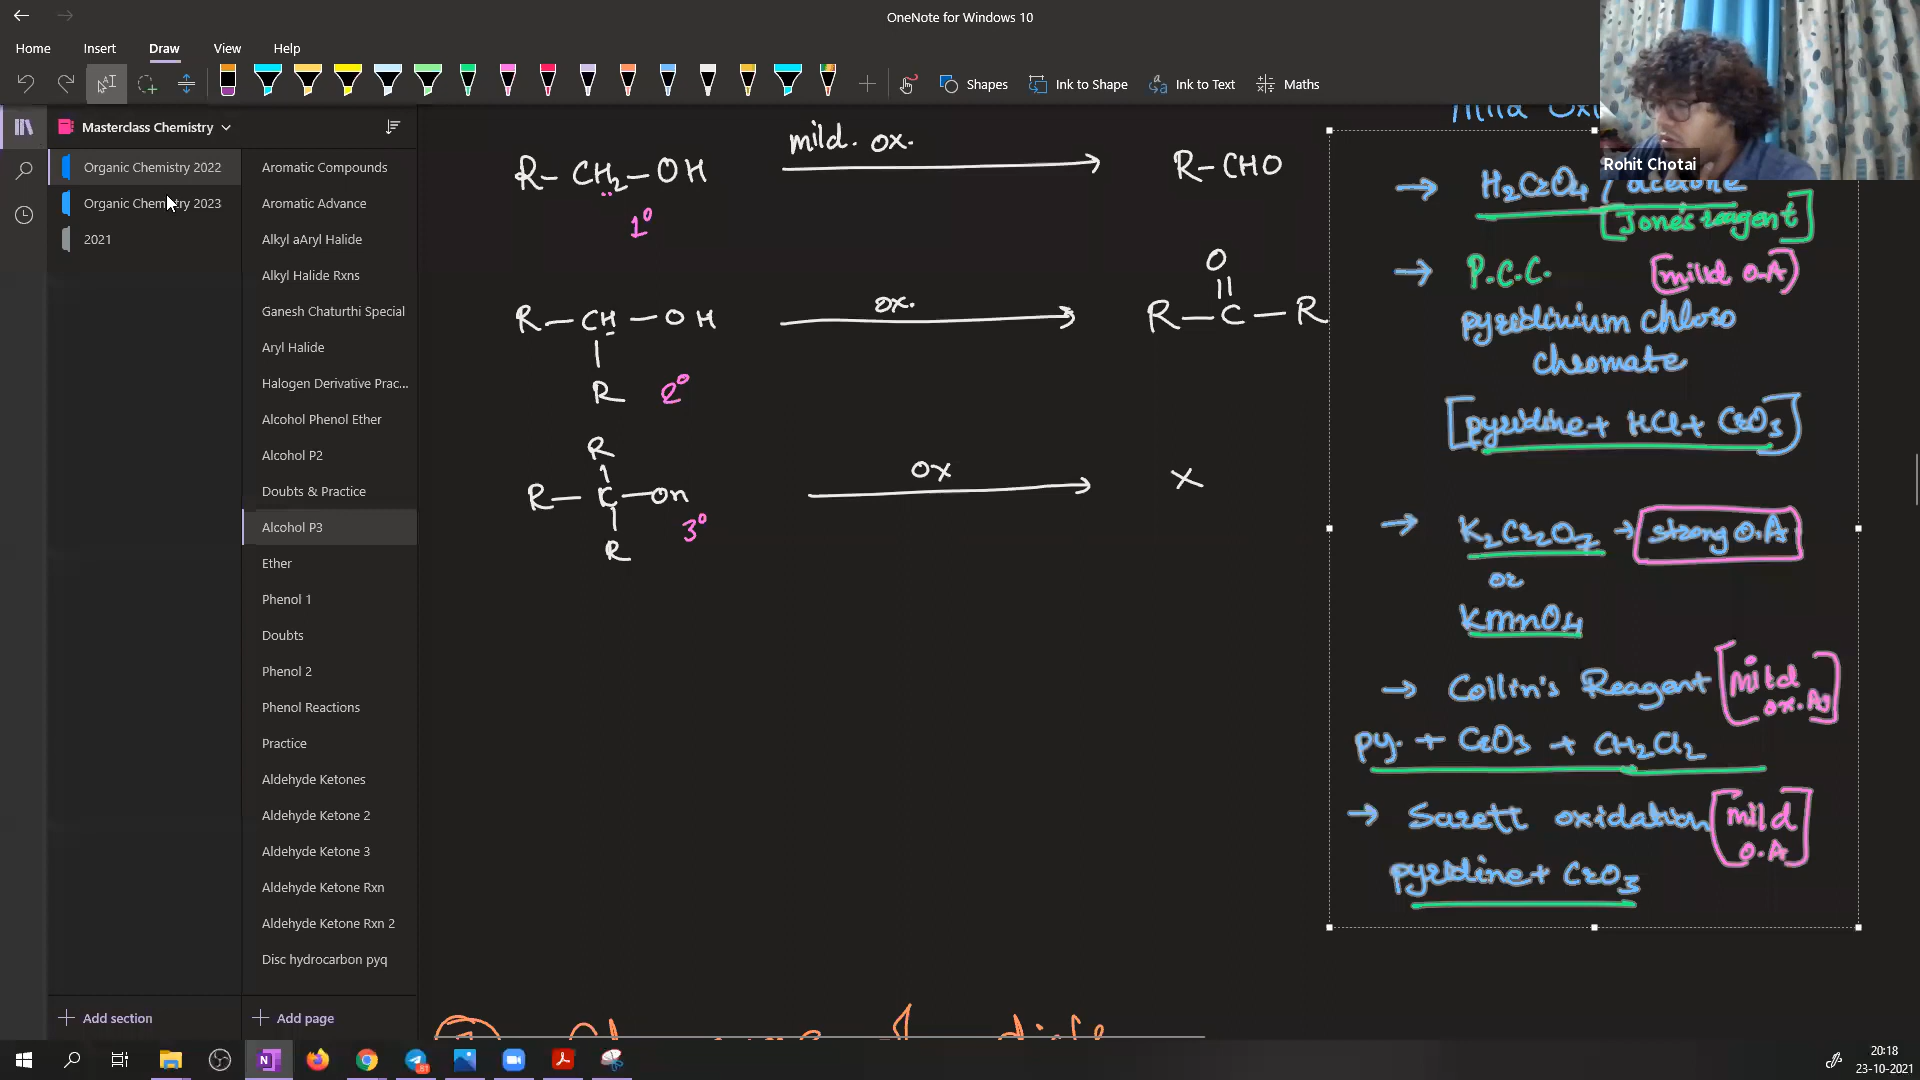 OneNote for Windows 10
Home Insert Draw View Help
Shapes Ink to Shape Ink to Text Maths
Rohit Chotai
Masterclass Chemistry
Organic Chemistry 2022
Organic Chemistry 2023
2021
Add section
Aromatic Compounds
Aromatic Advance
Alkyl aAryl Halide
Alkyl Halide Rxns
Ganesh Chaturthi Special
Aryl Halide
Halogen Derivative Prac...
Alcohol Phenol Ether
Alcohol P2
Doubts & Practice
Alcohol P3
Ether
Phenol 1
Doubts
Phenol 2
Phenol Reactions
Practice
Aldehyde Ketones
Aldehyde Ketone 2
Aldehyde Ketone 3
Aldehyde Ketone Rxn
Aldehyde Ketone Rxn 2
Disc hydrocarbon pyq
Add page
mild. ox.
R-CH2-OH R-CHO
1°
ox. O
R-CH-OH R-C-R
R 2°
R
ox
R-C-OH X
3°
R
Mild
→ H2CrO4 / acetone
[Jones reagent]
→ P.C.C. [mild O.A]
pyridinium chloro
chromate
[pyridine + HCl + CrO3]
→ K2Cr2O7 → strong O.A
or
KMnO4
→ Collin's Reagent [Mild
ox. Ag]
py. + CrO3 + CH2Cl2
→ Sarett oxidation [mild
O.A]
pyridine + CrO3
20:18
23-10-2021